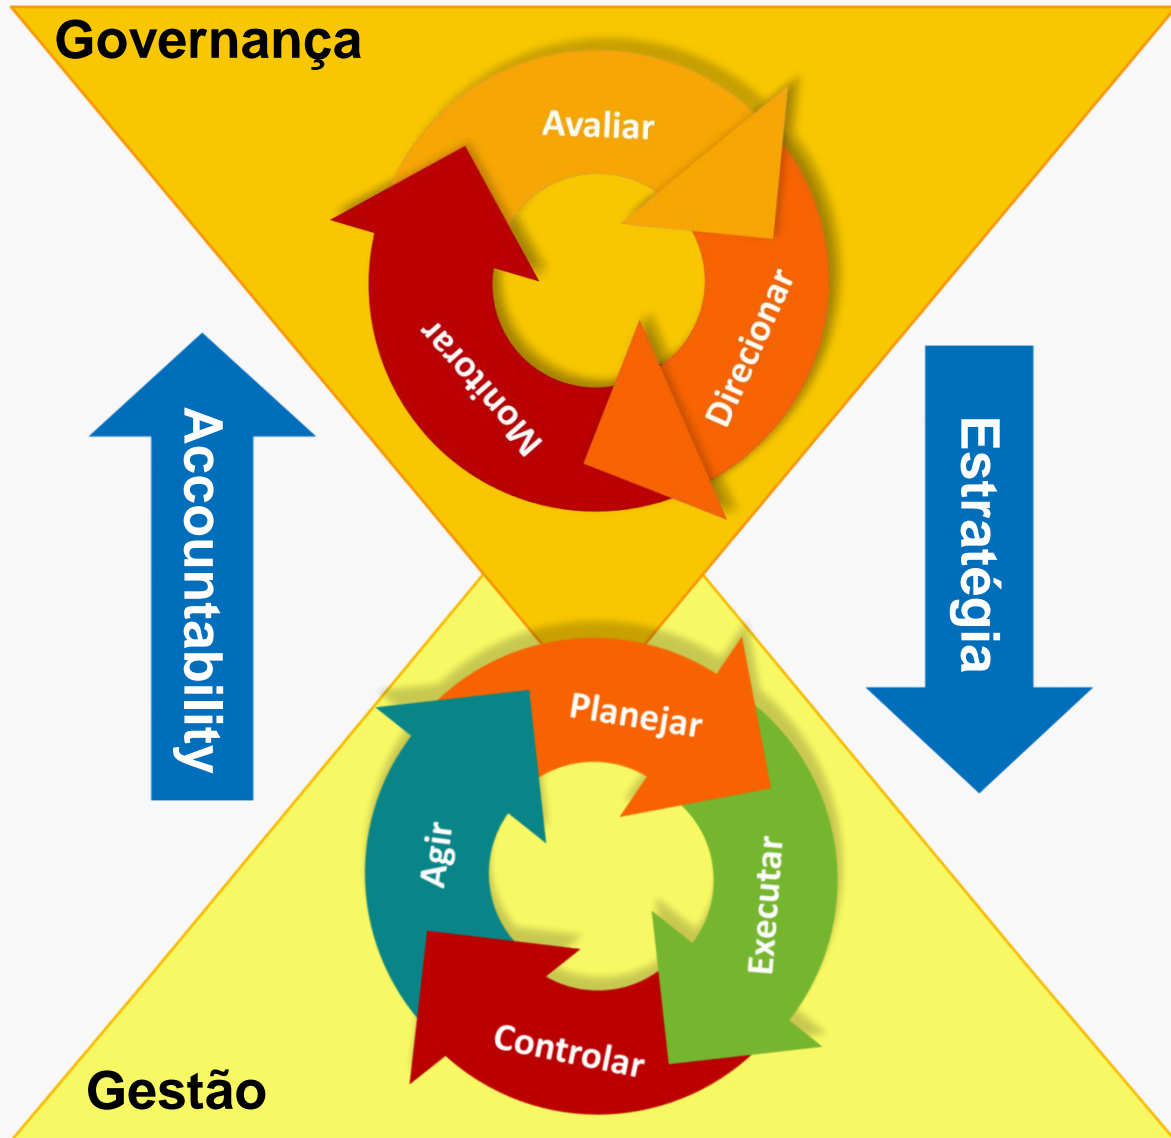 Governança
Avaliar
Direcionar
Monitorar
Accountability
Estratégia
Planejar
Executar
Controlar
Agir
Gestão